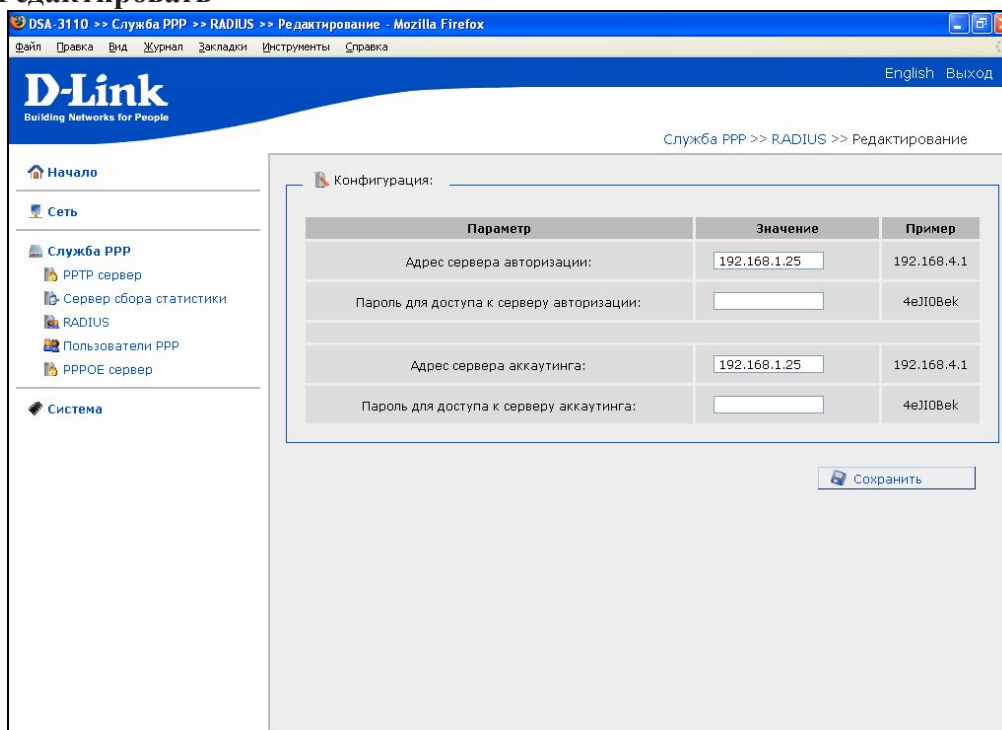 Редактировать
DSA-3110 >> Служба PPP >> RADIUS >> Редактирование - Mozilla Firefox
Файл Правка Вид Журнал Закладки Инструменты Справка
D-Link
Building Networks for People
English Выход
Служба PPP >> RADIUS >> Редактирование
Начало
Сеть
Служба PPP
PPTP сервер
Сервер сбора статистики
RADIUS
Пользователи PPP
PPPOE сервер
Система
Конфигурация:
Параметр Значение Пример
Адрес сервера авторизации: 192.168.1.25 192.168.4.1
Пароль для доступа к серверу авторизации: 4eJI0Bek
Адрес сервера аккаутинга: 192.168.1.25 192.168.4.1
Пароль для доступа к серверу аккаутинга: 4eJI0Bek
Сохранить